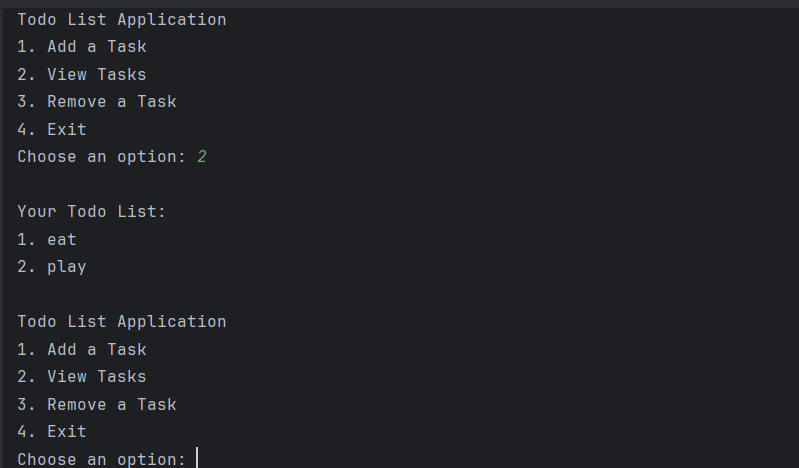 Todo List Application
1. Add a Task
2. View Tasks
3. Remove a Task
4. Exit
Choose an option: 2
Your Todo List:
1. eat
2. play
Todo List Application
1. Add a Task
2. View Tasks
3. Remove a Task
4. Exit
Choose an option: